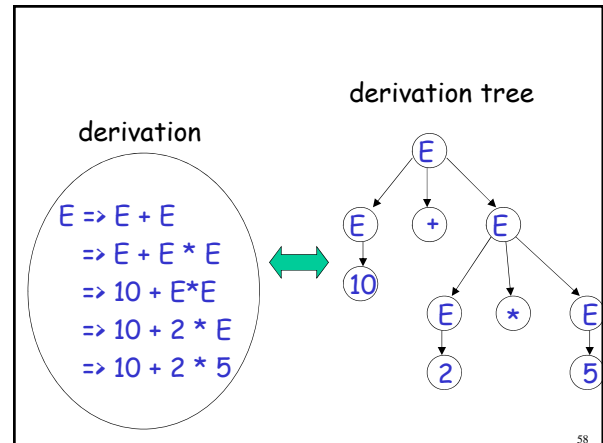 derivation
E => E + E
=> E + E * E
=> 10 + E*E
=> 10 + 2 * E
=> 10 + 2 * 5
derivation tree
E
E + E
10
E * E
2 5
58